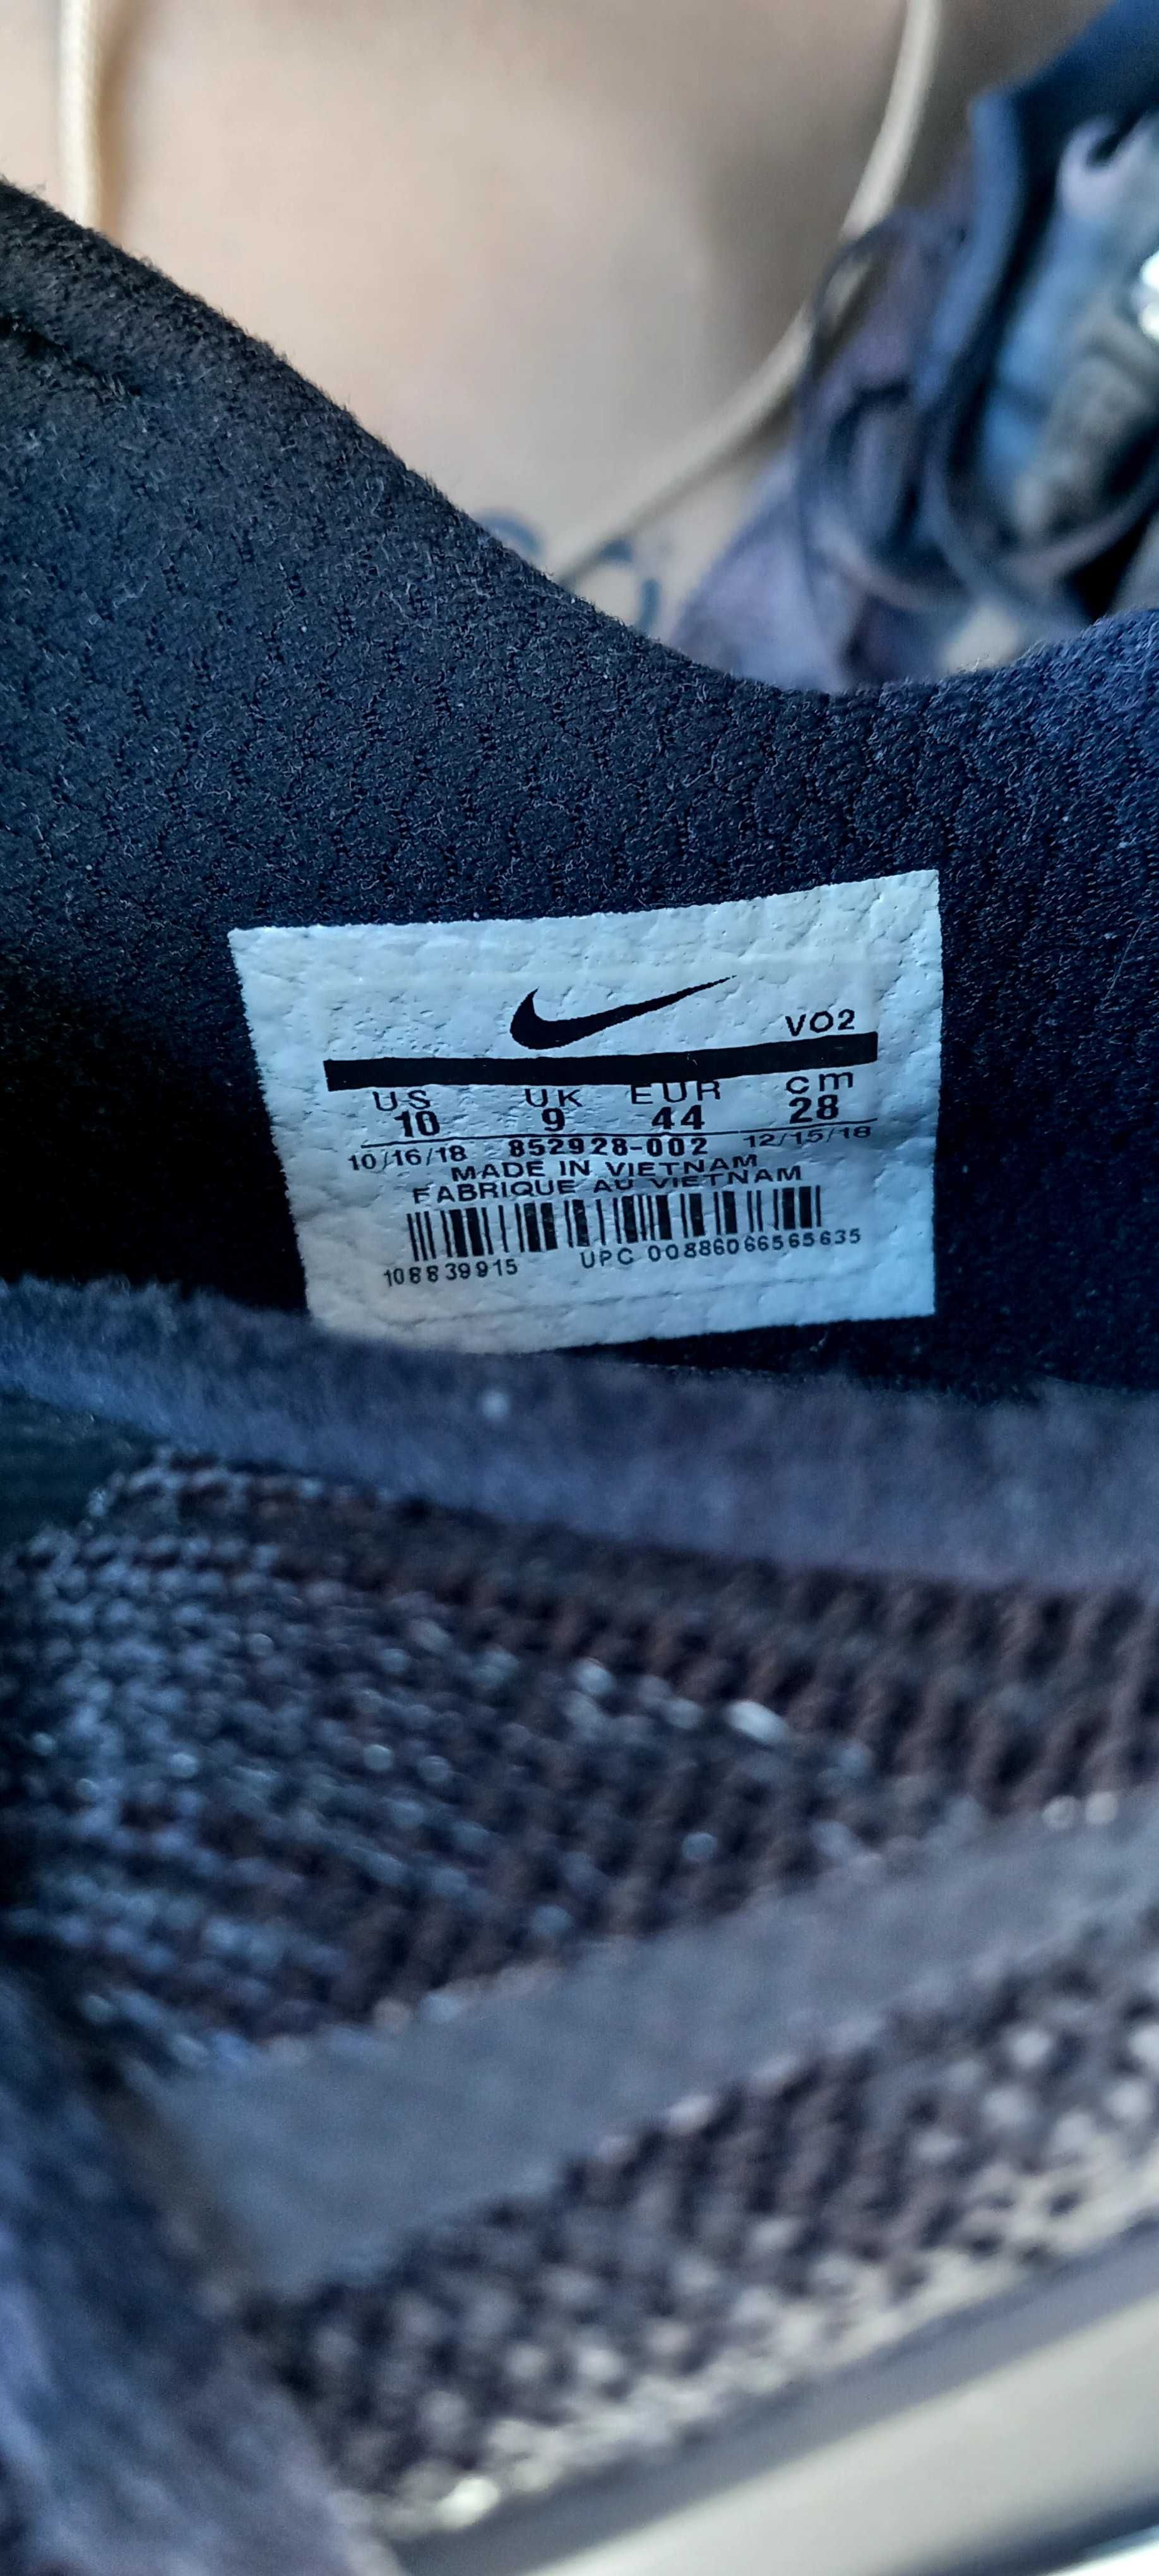 VO2
US UK EUR cm
10 9 44 28
10/16/18 852928-002 12/15/18
MADE IN VIETNAM
FABRIQUE AU VIETNAM
108839915 UPC 00886066565635